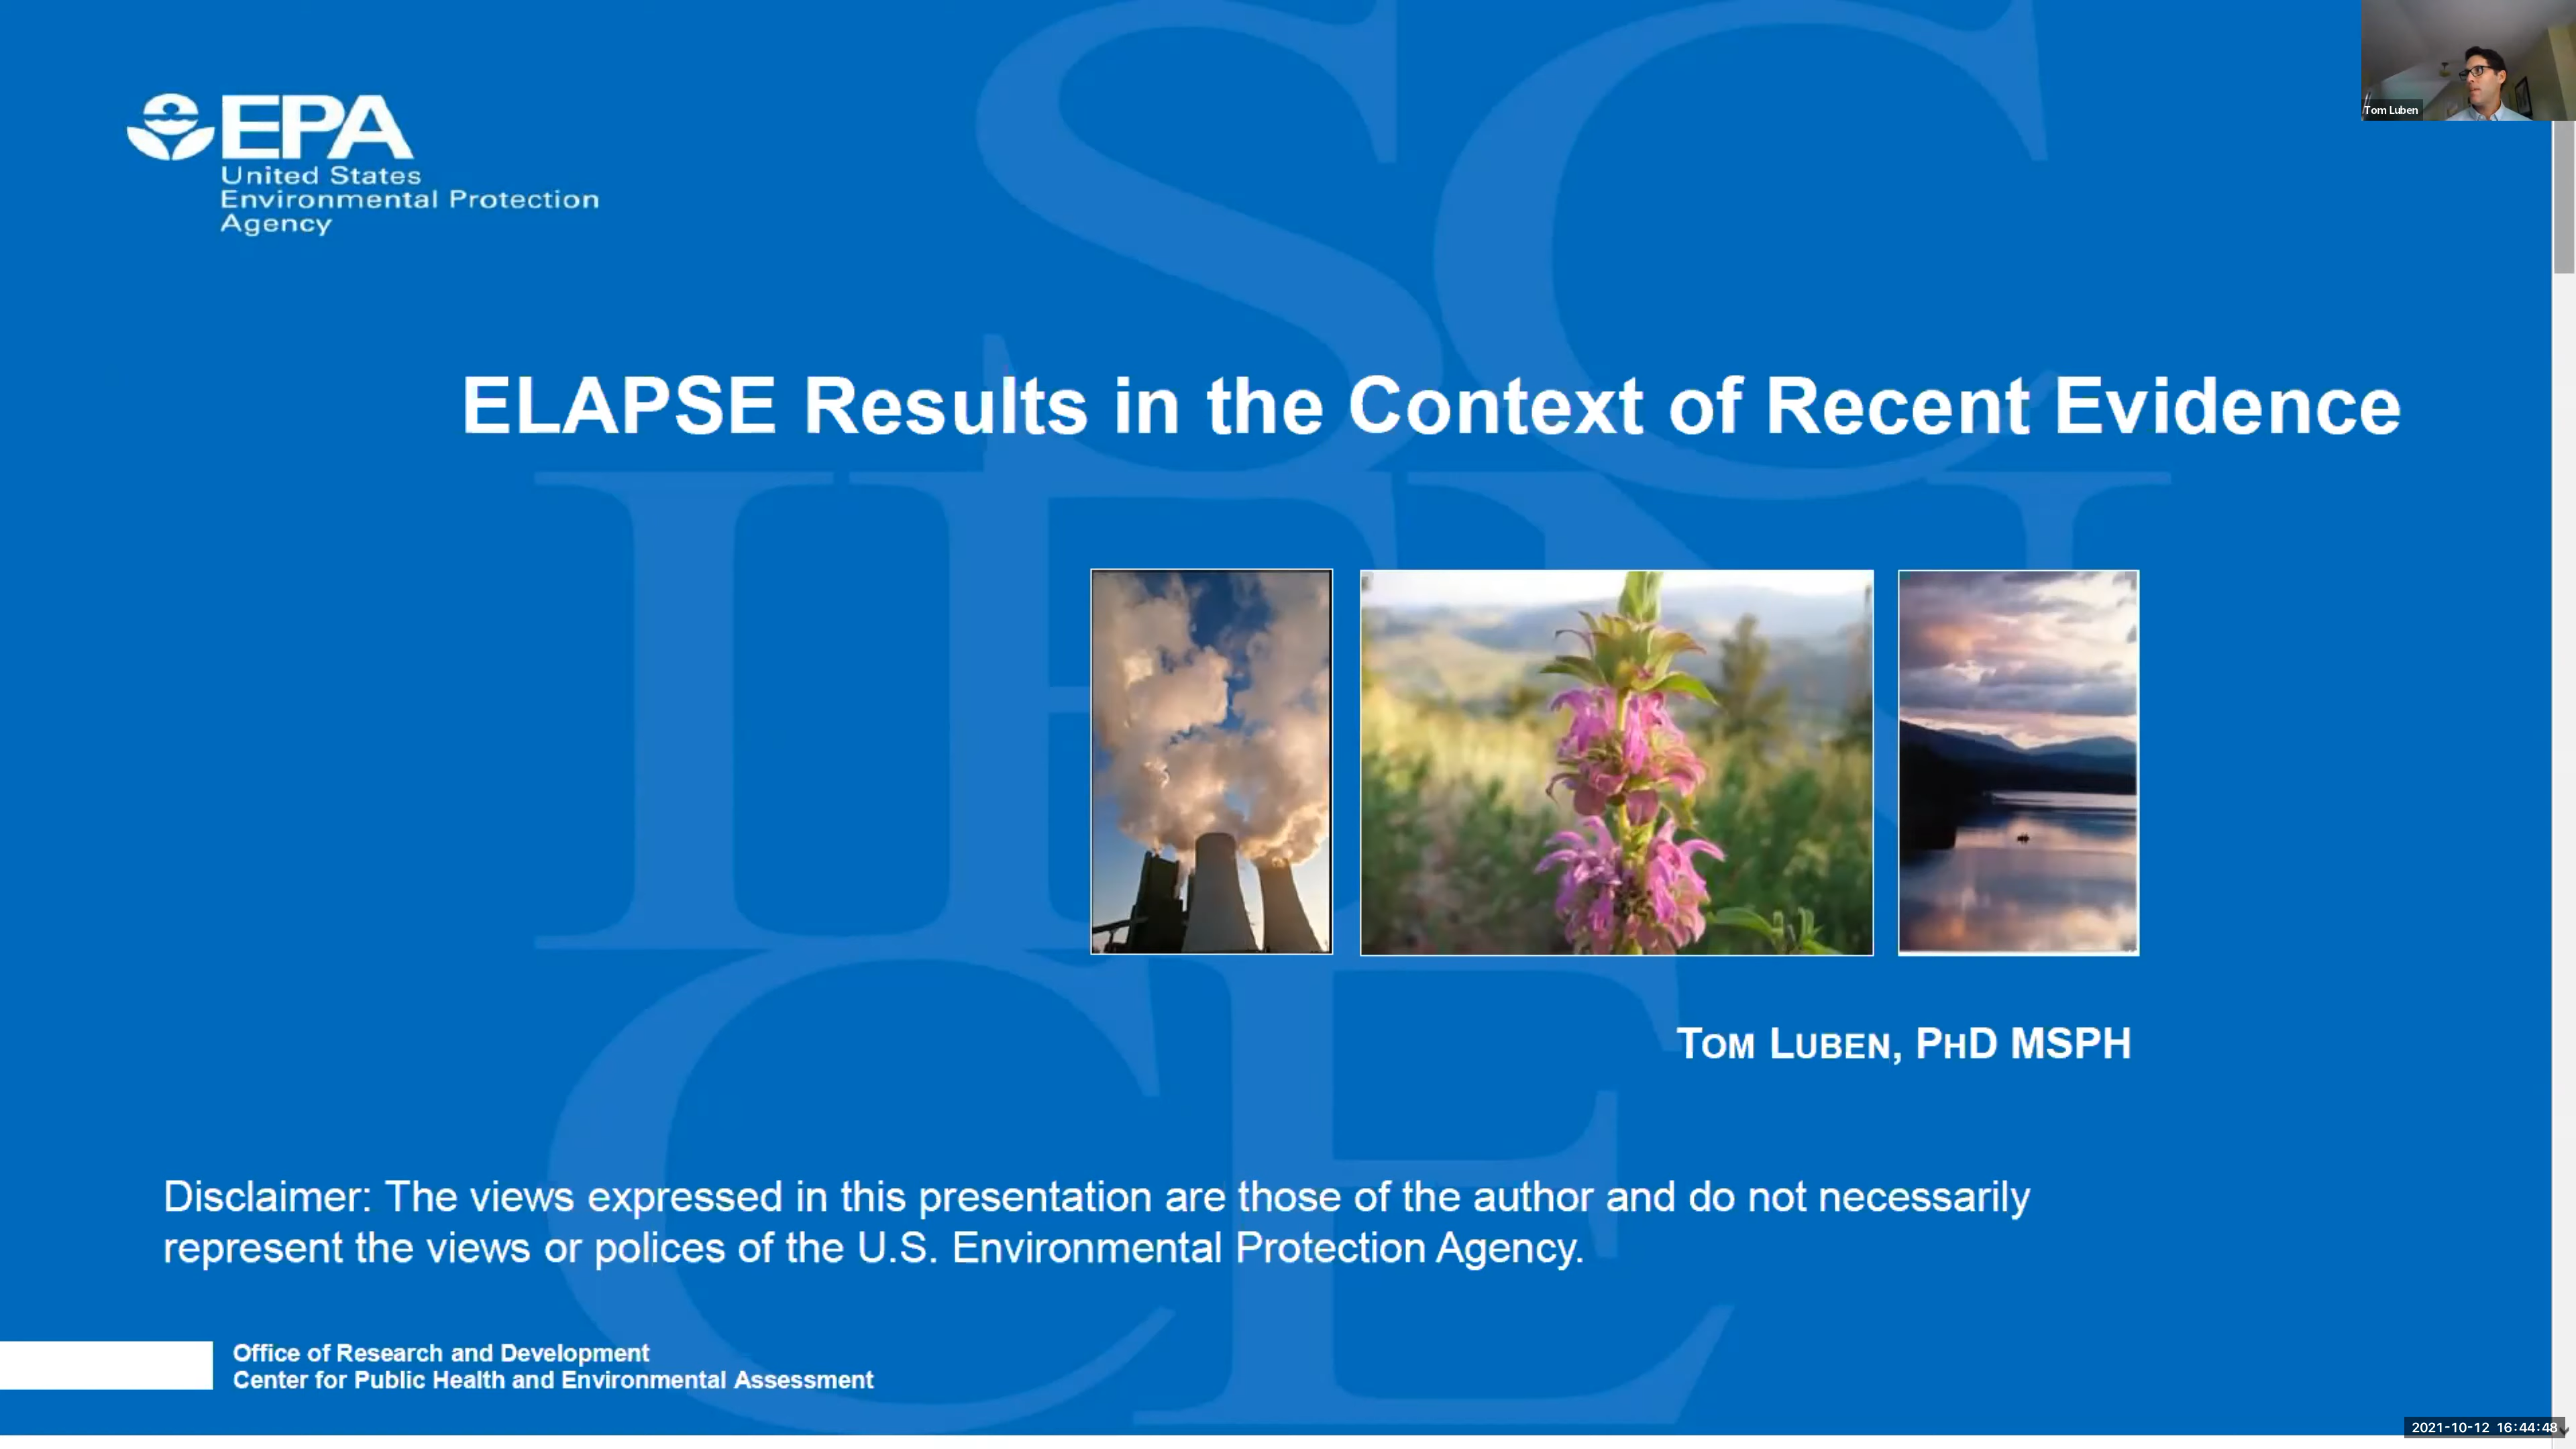 Tom Luben
EPA
United States
Environmental Protection
Agency
SC
IEN
CE
ELAPSE Results in the Context of Recent Evidence
TOM LUBEN, PHD MSPH
Disclaimer: The views expressed in this presentation are those of the author and do not necessarily
represent the views or polices of the U.S. Environmental Protection Agency.
Office of Research and Development
Center for Public Health and Environmental Assessment
2021-10-12 16:44:48